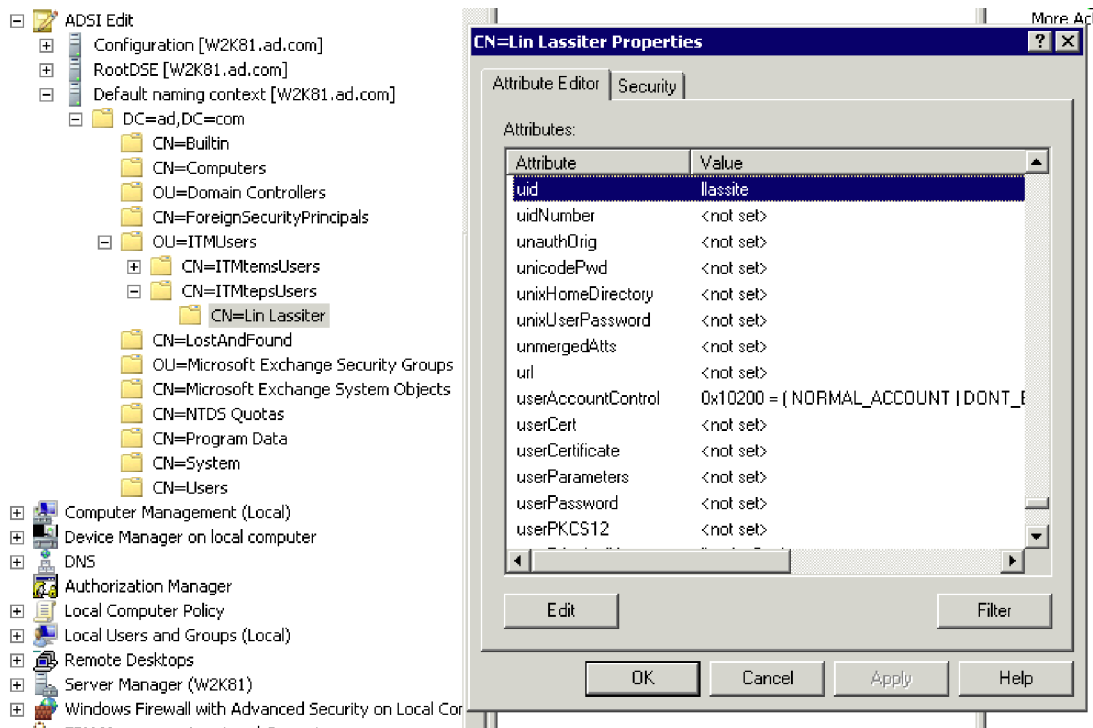 ADSI Edit
Configuration [W2K81.ad.com]
RootDSE [W2K81.ad.com]
Default naming context [W2K81.ad.com]
DC=ad,DC=com
CN=Builtin
CN=Computers
OU=Domain Controllers
CN=ForeignSecurityPrincipals
OU=ITMUsers
CN=ITMtemsUsers
CN=ITMtepsUsers
CN=Lin Lassiter
CN=LostAndFound
OU=Microsoft Exchange Security Groups
CN=Microsoft Exchange System Objects
CN=NTDS Quotas
CN=Program Data
CN=System
CN=Users
Computer Management (Local)
Device Manager on local computer
DNS
Authorization Manager
Local Computer Policy
Local Users and Groups (Local)
Remote Desktops
Server Manager (W2K81)
Windows Firewall with Advanced Security on Local Cor
More Ac
CN=Lin Lassiter Properties
Attribute Editor Security
Attributes:
Attribute Value
uid llassite
uidNumber <not set>
unauthOrig <not set>
unicodePwd <not set>
unixHomeDirectory <not set>
unixUserPassword <not set>
unmergedAtts <not set>
url <not set>
userAccountControl 0x10200 = ( NORMAL_ACCOUNT | DONT_E
userCert <not set>
userCertificate <not set>
userParameters <not set>
userPassword <not set>
userPKCS12 <not set>
Edit Filter
OK Cancel Apply Help